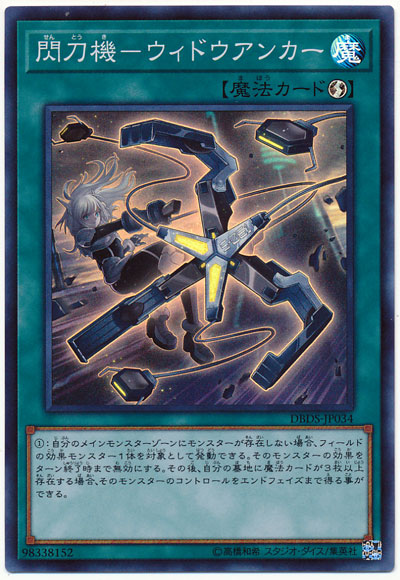 閃刀機－ウィドウアンカー 魔
【魔法カード】
DBDS-JP034
①：自分のメインモンスターゾーンにモンスターが存在しない場合、フィールド
の効果モンスター１体を対象として発動できる。そのモンスターの効果を
ターン終了時まで無効にする。その後、自分の墓地に魔法カードが３枚以上
存在する場合、そのモンスターのコントロールをエンドフェイズまで得る事が
できる。
98338152
©高橋和希 スタジオ・ダイス/集英社